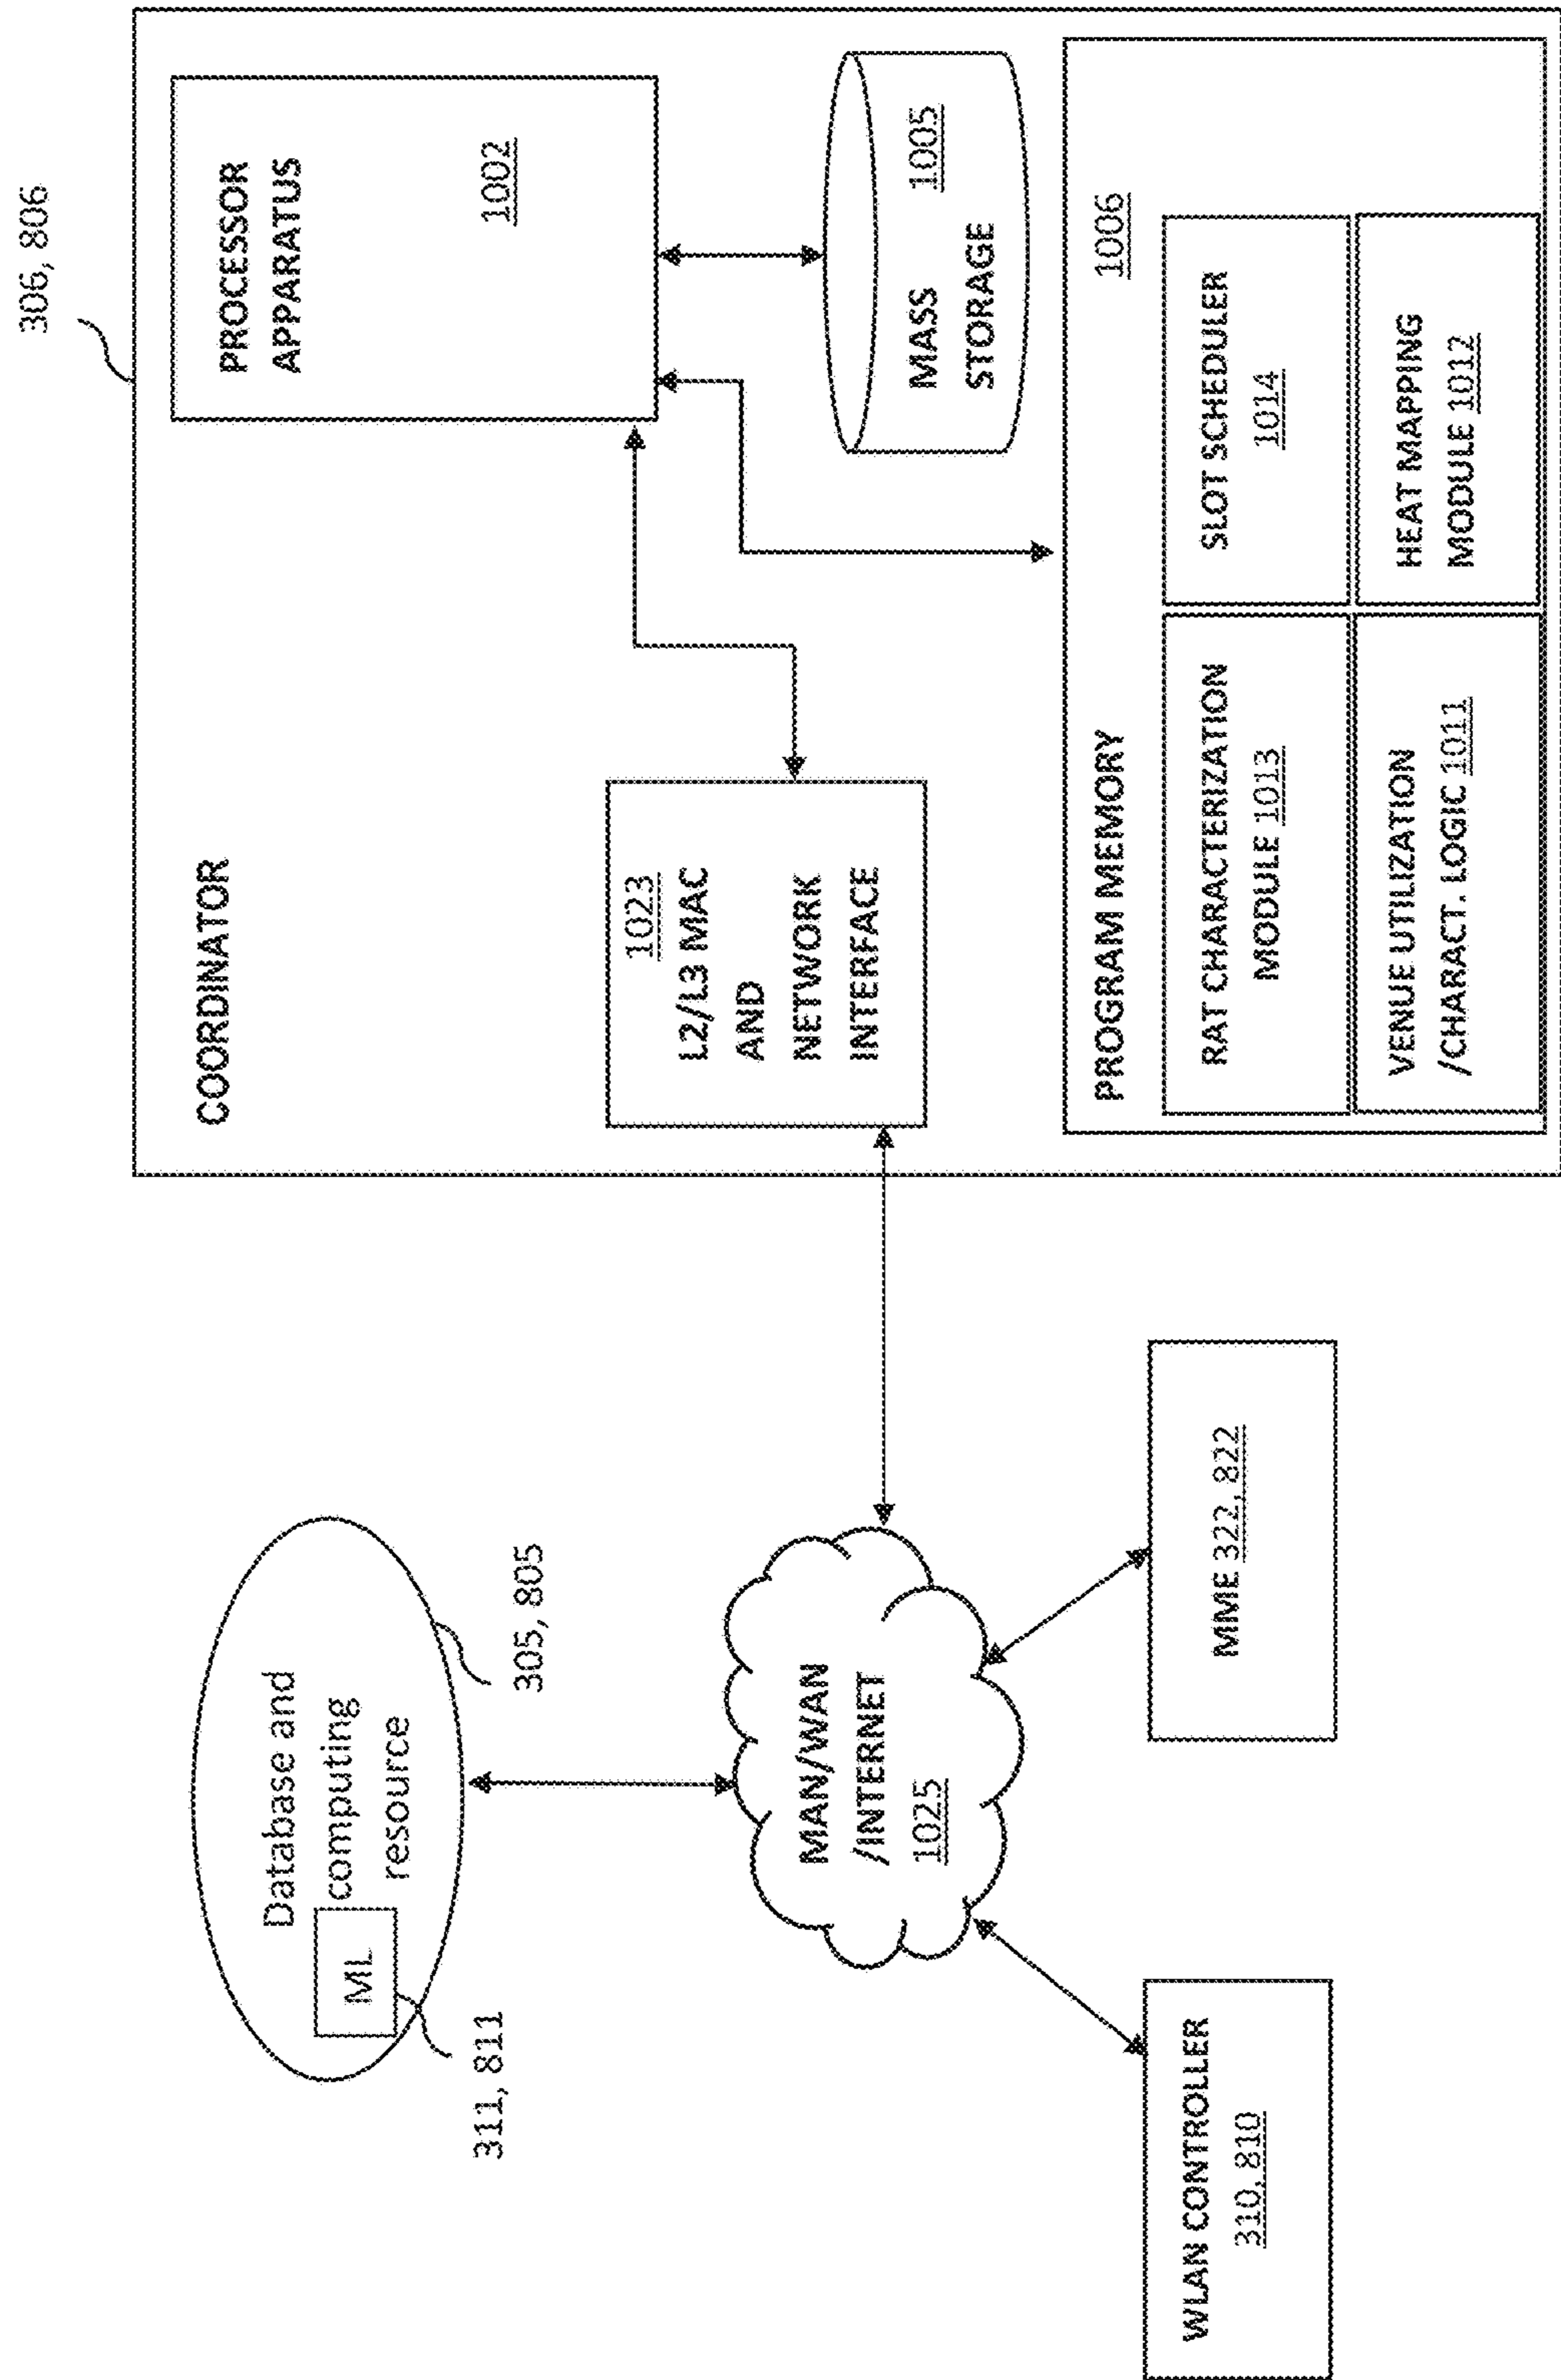 306, 806
COORDINATOR
PROCESSOR
APPARATUS
1002
1023
L2/L3 MAC
AND
NETWORK
INTERFACE
MASS
1005
STORAGE
PROGRAM MEMORY
1006
RAT CHARACTERIZATION
MODULE 1013
SLOT SCHEDULER
1014
VENUE UTILIZATION
/CHARACT. LOGIC 1011
HEAT MAPPING
MODULE 1012
Database and
computing
resource
ML
305, 805
311, 811
MAN/WAN
/INTERNET
1025
WLAN CONTROLLER
310, 810
MME 322, 822